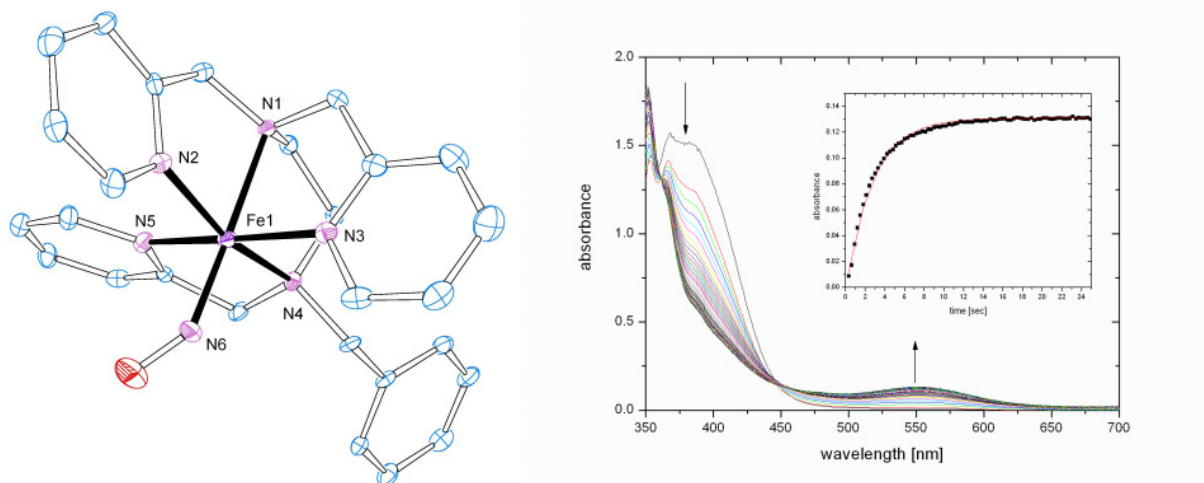 N1
N2
Fe1
N5
N3
N4
N6
2.0
1.5
1.0
0.5
0.0
absorbance
350
400
450
500
550
600
650
700
wavelength [nm]
0.14
0.12
0.10
0.08
0.06
0.04
0.02
0.00
absorbance
0 2 4 6 8 10 12 14 16 18 20 22 24
time [sec]